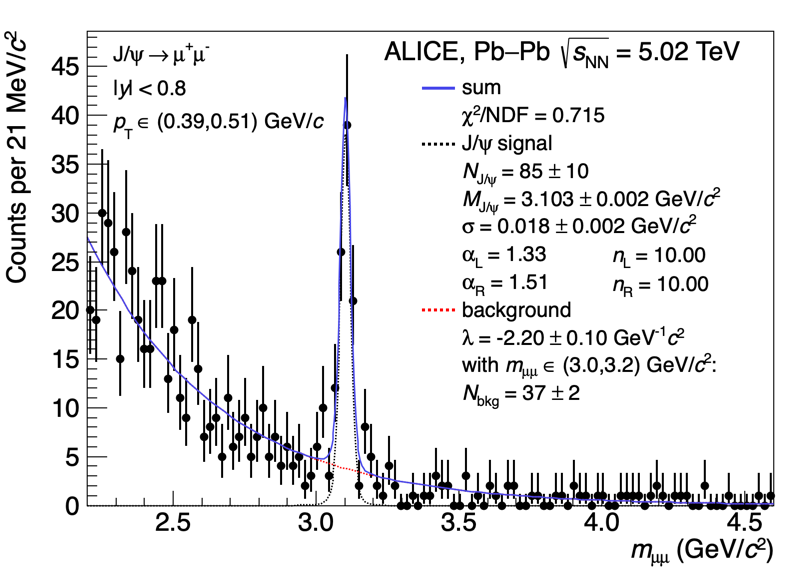 J/ψ → μ⁺μ⁻
|y| < 0.8
p_T ∈ (0.39,0.51) GeV/c
ALICE, Pb–Pb √s_NN = 5.02 TeV
sum
χ²/NDF = 0.715
J/ψ signal
N_J/ψ = 85 ± 10
M_J/ψ = 3.103 ± 0.002 GeV/c²
σ = 0.018 ± 0.002 GeV/c²
α_L = 1.33 n_L = 10.00
α_R = 1.51 n_R = 10.00
background
λ = -2.20 ± 0.10 GeV⁻¹c²
with m_μμ ∈ (3.0,3.2) GeV/c²:
N_bkg = 37 ± 2
Counts per 21 MeV/c²
45
40
35
30
25
20
15
10
5
0
2.5 3.0 3.5 4.0 4.5
m_μμ (GeV/c²)